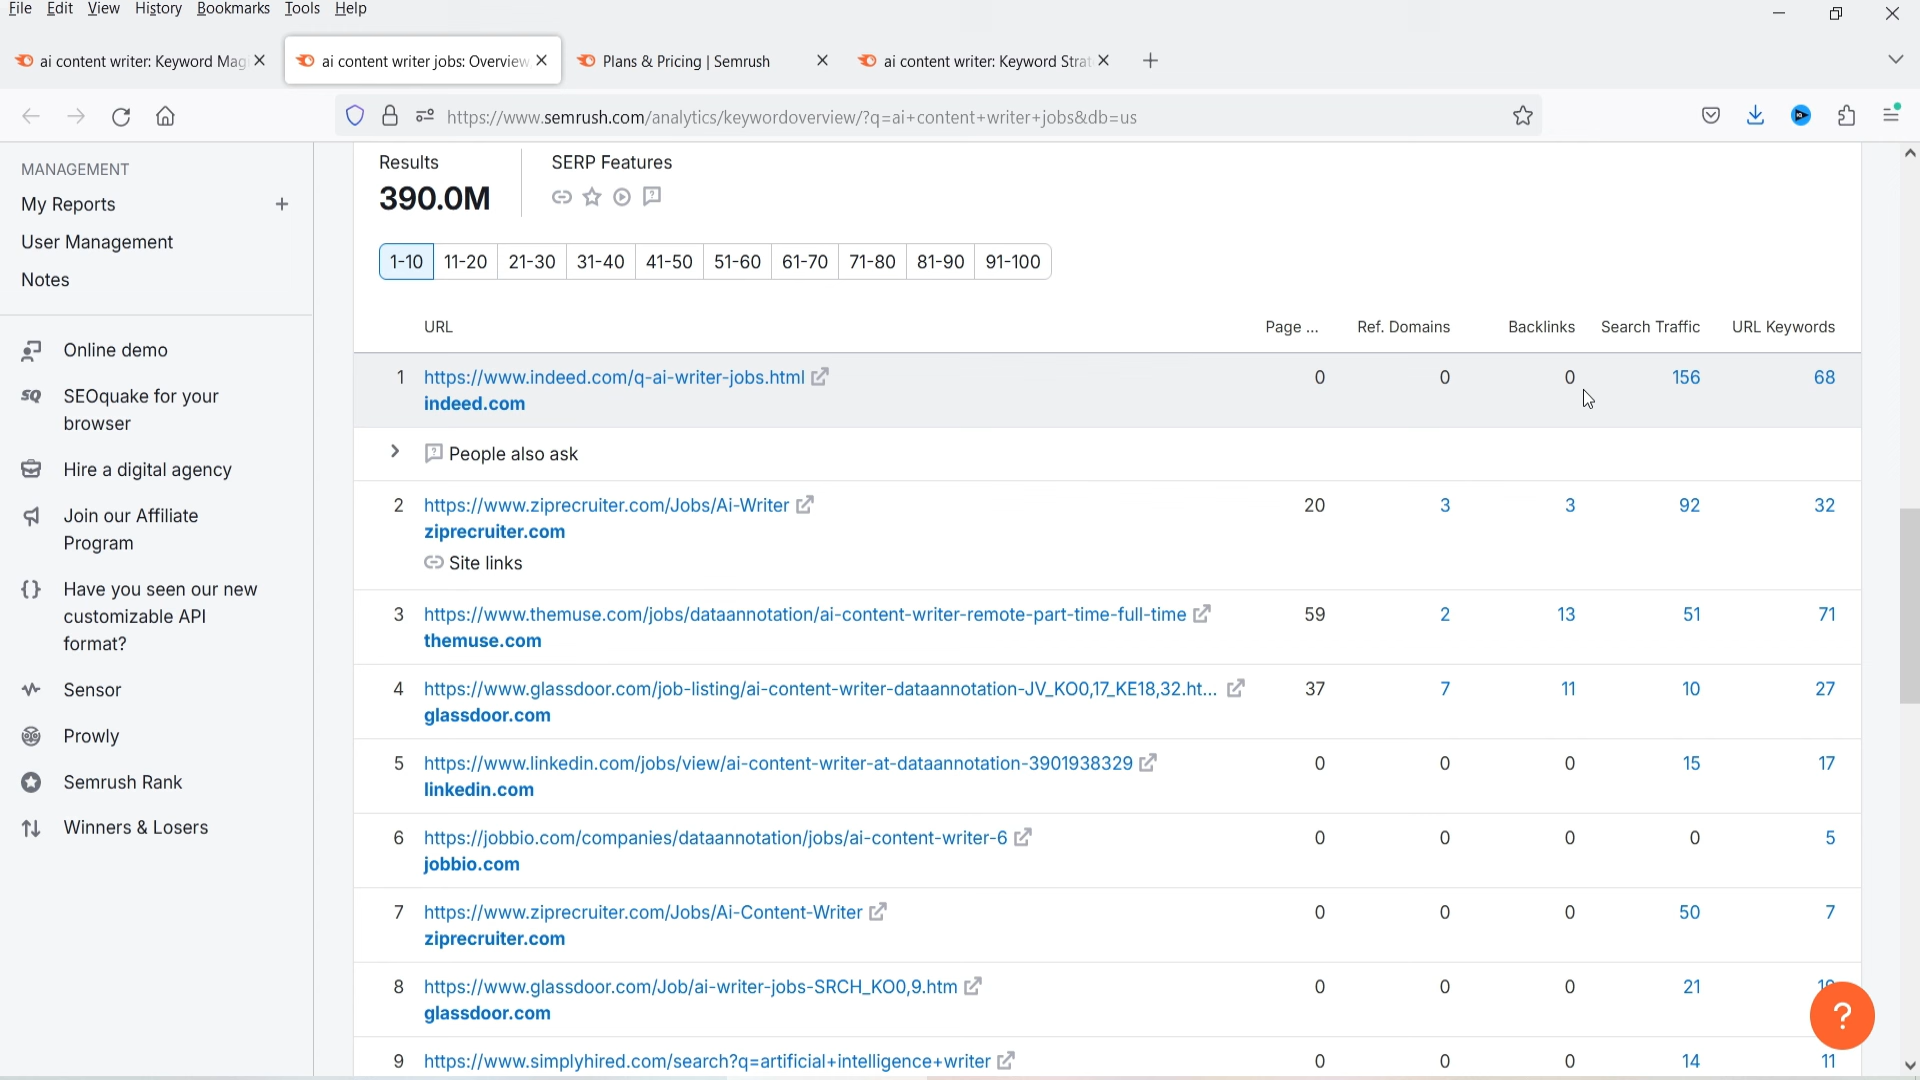 File Edit View History Bookmarks Tools Help
ai content writer: Keyword Mag
ai content writer jobs: Overview
Plans & Pricing | Semrush
ai content writer: Keyword Strat
https://www.semrush.com/analytics/keywordoverview/?q=ai+content+writer+jobs&db=us
MANAGEMENT
My Reports +
User Management
Notes
Online demo
SQ SEOquake for your
browser
Hire a digital agency
Join our Affiliate
Program
{} Have you seen our new
customizable API
format?
Sensor
Prowly
Semrush Rank
Winners & Losers
Results SERP Features
390.0M
1-10 11-20 21-30 31-40 41-50 51-60 61-70 71-80 81-90 91-100
URL Page ... Ref. Domains Backlinks Search Traffic URL Keywords
1 https://www.indeed.com/q-ai-writer-jobs.html 0 0 0 156 68
indeed.com
People also ask
2 https://www.ziprecruiter.com/Jobs/Ai-Writer 20 3 3 92 32
ziprecruiter.com
Site links
3 https://www.themuse.com/jobs/dataannotation/ai-content-writer-remote-part-time-full-time 59 2 13 51 71
themuse.com
4 https://www.glassdoor.com/job-listing/ai-content-writer-dataannotation-JV_KO0,17_KE18,32.ht... 37 7 11 10 27
glassdoor.com
5 https://www.linkedin.com/jobs/view/ai-content-writer-at-dataannotation-3901938329 0 0 0 15 17
linkedin.com
6 https://jobbio.com/companies/dataannotation/jobs/ai-content-writer-6 0 0 0 0 5
jobbio.com
7 https://www.ziprecruiter.com/Jobs/Ai-Content-Writer 0 0 0 50 7
ziprecruiter.com
8 https://www.glassdoor.com/Job/ai-writer-jobs-SRCH_KO0,9.htm 0 0 0 21
glassdoor.com
?
9 https://www.simplyhired.com/search?q=artificial+intelligence+writer 0 0 0 14 11